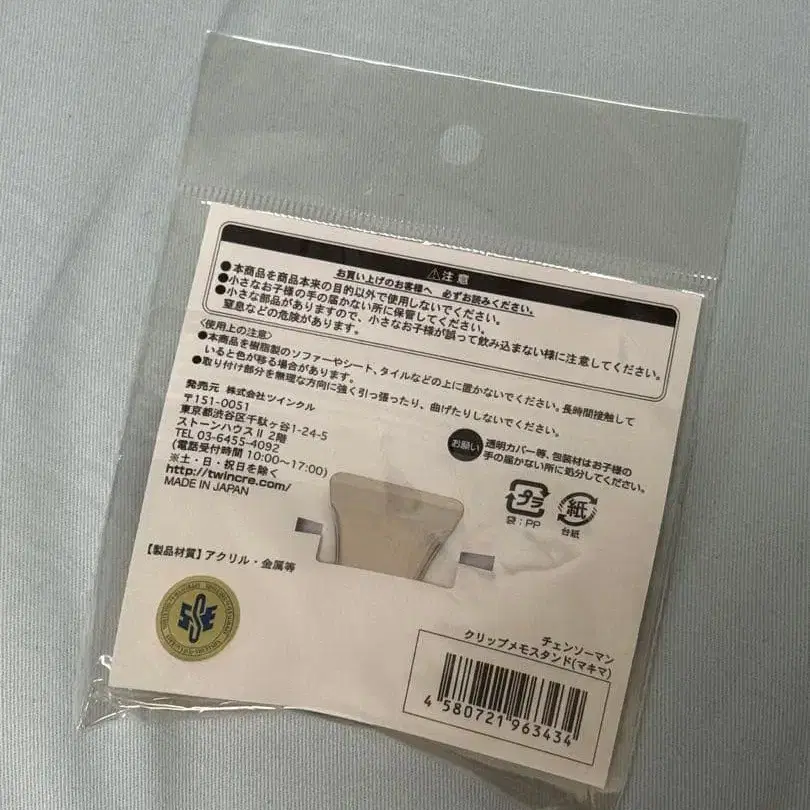 ⚠注意
お買い上げのお客様へ 必ずお読みください。
●本商品を商品本来の目的以外で使用しないでください。
●小さなお子様の手の届かない所に保管してください。
●小さな部品がありますので、小さなお子様が誤って飲み込まない様に注意してください。
窒息などの危険があります。
〈使用上の注意〉
●本商品を樹脂製のソファーやシート、タイルなどの上に置かないでください。長時間接触して
いると色が移る場合があります。
●取り付け部分を無理な方向に強く引っ張ったり、曲げたりしないでください。
発売元 株式会社ツインクル
〒151-0051
東京都渋谷区千駄ヶ谷1-24-5
ストーンハウスⅡ 2階
TEL 03-6455-4092
(電話受付時間 10:00~17:00)
※土・日・祝日を除く
http://twincre.com/
MADE IN JAPAN
お願い 透明カバー等、包装材はお子様の
手の届かない所に処分してください。
プラ
袋:PP
紙
台紙
【製品材質】アクリル・金属等
チェンソーマン
クリップメモスタンド(マキマ)
4 580721 963434